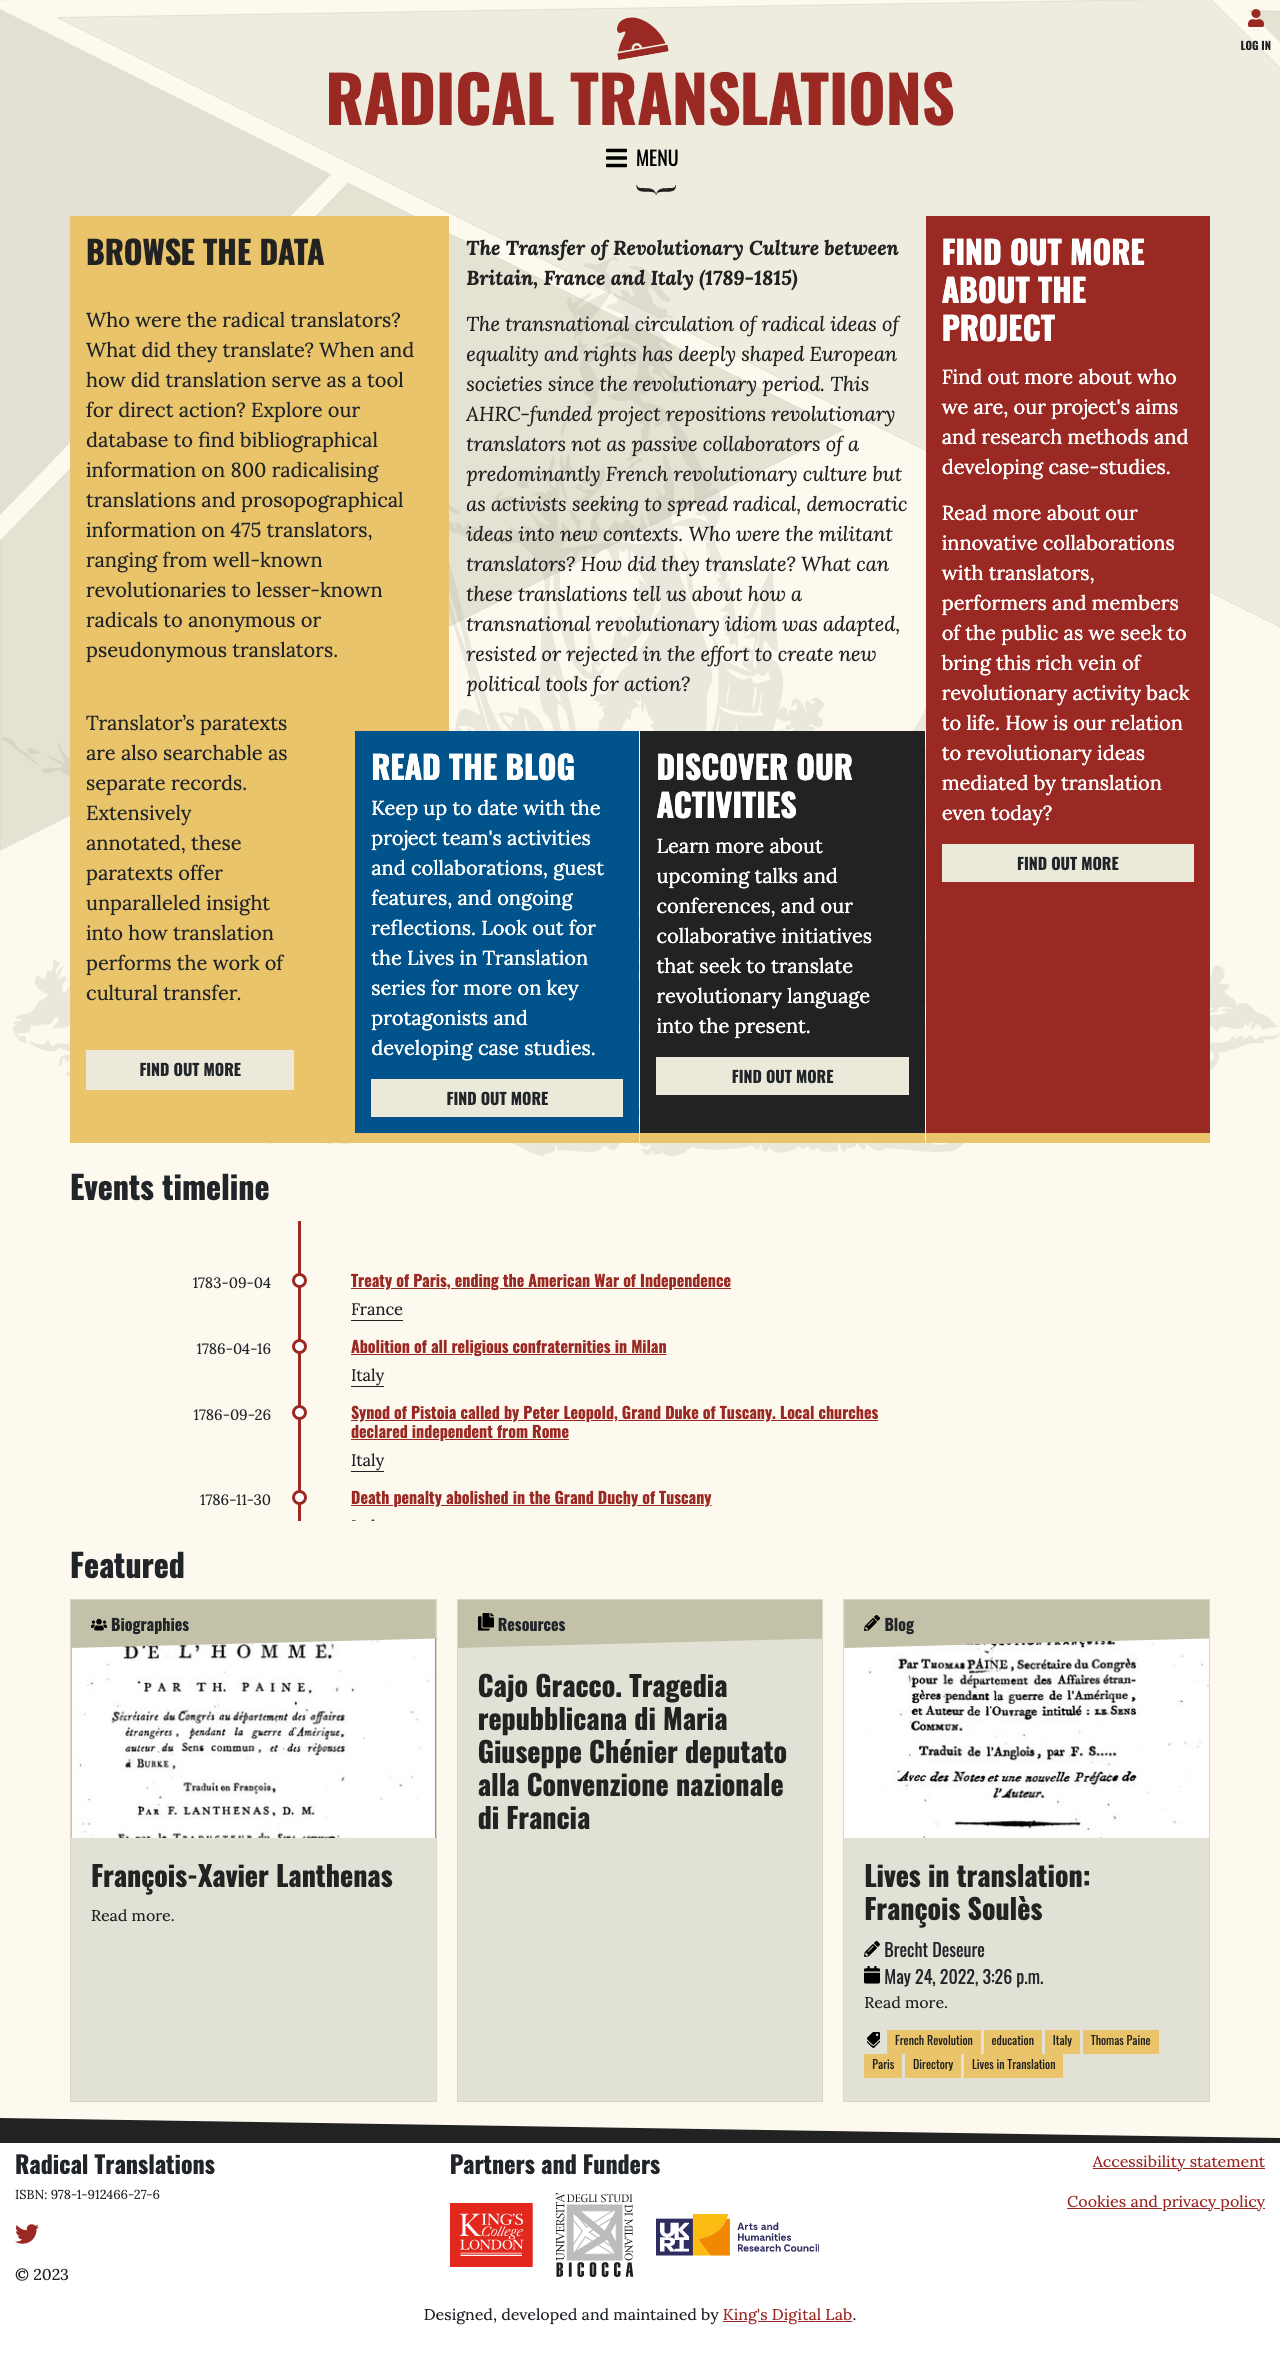 LOG IN
RADICAL TRANSLATIONS
MENU
BROWSE THE DATA
Who were the radical translators?
What did they translate? When and
how did translation serve as a tool
for direct action? Explore our
database to find bibliographical
information on 800 radicalising
translations and prosopographical
information on 475 translators,
ranging from well-known
revolutionaries to lesser-known
radicals to anonymous or
pseudonymous translators.
Translator’s paratexts
are also searchable as
separate records.
Extensively
annotated, these
paratexts offer
unparalleled insight
into how translation
performs the work of
cultural transfer.
FIND OUT MORE
The Transfer of Revolutionary Culture between
Britain, France and Italy (1789-1815)
The transnational circulation of radical ideas of
equality and rights has deeply shaped European
societies since the revolutionary period. This
AHRC-funded project repositions revolutionary
translators not as passive collaborators of a
predominantly French revolutionary culture but
as activists seeking to spread radical, democratic
ideas into new contexts. Who were the militant
translators? How did they translate? What can
these translations tell us about how a
transnational revolutionary idiom was adapted,
resisted or rejected in the effort to create new
political tools for action?
READ THE BLOG
Keep up to date with the
project team's activities
and collaborations, guest
features, and ongoing
reflections. Look out for
the Lives in Translation
series for more on key
protagonists and
developing case studies.
FIND OUT MORE
DISCOVER OUR
ACTIVITIES
Learn more about
upcoming talks and
conferences, and our
collaborative initiatives
that seek to translate
revolutionary language
into the present.
FIND OUT MORE
FIND OUT MORE
ABOUT THE
PROJECT
Find out more about who
we are, our project's aims
and research methods and
developing case-studies.
Read more about our
innovative collaborations
with translators,
performers and members
of the public as we seek to
bring this rich vein of
revolutionary activity back
to life. How is our relation
to revolutionary ideas
mediated by translation
even today?
FIND OUT MORE
Events timeline
1783-09-04
Treaty of Paris, ending the American War of Independence
France
1786-04-16
Abolition of all religious confraternities in Milan
Italy
1786-09-26
Synod of Pistoia called by Peter Leopold, Grand Duke of Tuscany. Local churches
declared independent from Rome
Italy
1786-11-30
Death penalty abolished in the Grand Duchy of Tuscany
Featured
Biographies
DE L'HOMME.
PAR TH. PAINE,
Sécrétaire du Congrès au département des affaires
étrangères, pendant la guerre d'Amérique,
auteur du Sens commun, et des réponses
à BURKE,
Traduit en François,
PAR F. LANTHENAS, D. M.
François-Xavier Lanthenas
Read more.
Resources
Cajo Gracco. Tragedia
repubblicana di Maria
Giuseppe Chénier deputato
alla Convenzione nazionale
di Francia
Blog
Par THOMAS PAINE, Secrétaire du Congrès
pour le département des Affaires étran-
gères pendant la guerre de l'Amérique,
et Auteur de l'Ouvrage intitulé : LE SENS
COMMUN.
Traduit de l'Anglois, par F. S.....
Avec des Notes et une nouvelle Préface de
l'Auteur.
Lives in translation:
François Soulès
Brecht Deseure
May 24, 2022, 3:26 p.m.
Read more.
French Revolution education Italy Thomas Paine
Paris Directory Lives in Translation
Radical Translations
ISBN: 978-1-912466-27-6
© 2023
Partners and Funders
KING'S
College
LONDON
UNIVERSITA'
DEGLI STUDI
DI MILANO
BICOCCA
UKRI
Arts and
Humanities
Research Council
Accessibility statement
Cookies and privacy policy
Designed, developed and maintained by King's Digital Lab.